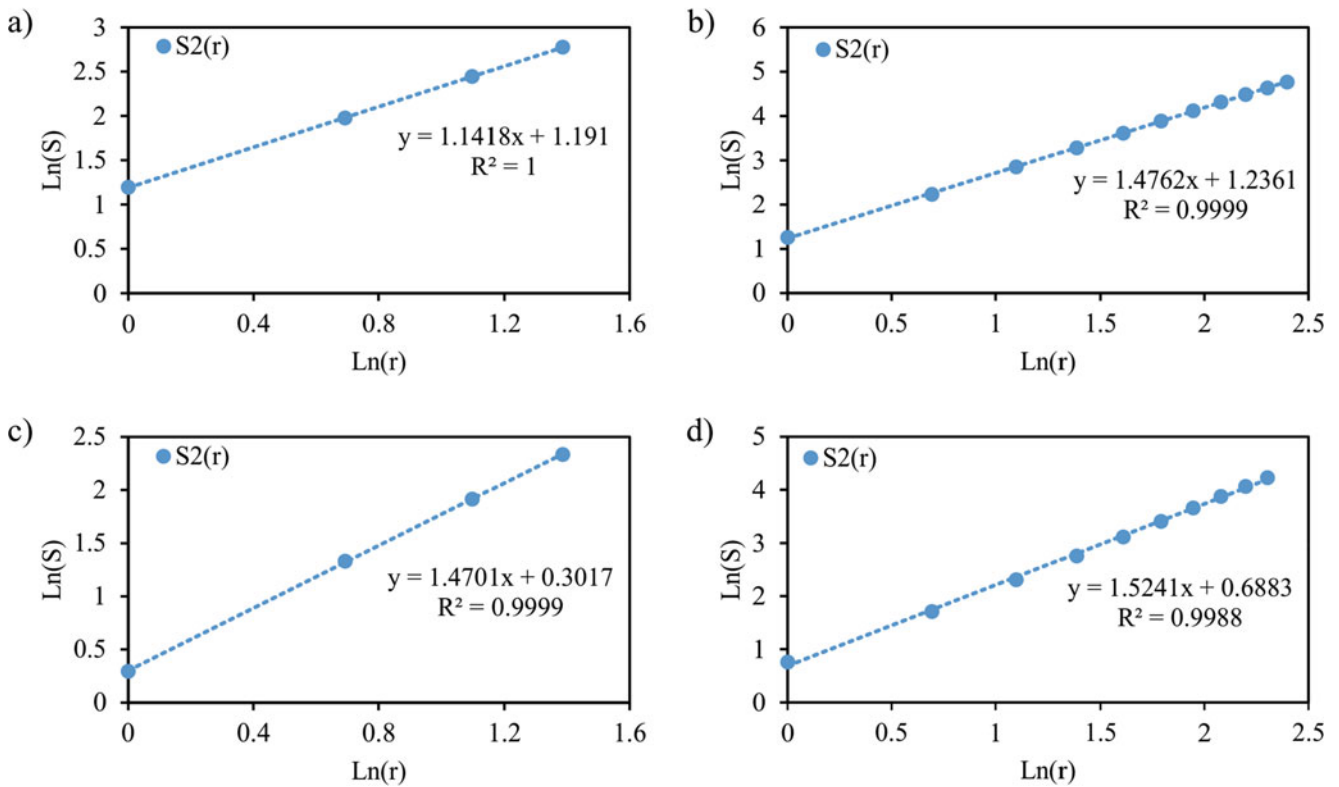 a)
3
2.5
2
1.5
1
0.5
0
Ln(S)
S2(r)
y = 1.1418x + 1.191
R² = 1
0 0.4 0.8 1.2 1.6
Ln(r)
b)
6
5
4
3
2
1
0
Ln(S)
S2(r)
y = 1.4762x + 1.2361
R² = 0.9999
0 0.5 1 1.5 2 2.5
Ln(r)
c)
2.5
2
1.5
1
0.5
0
Ln(S)
S2(r)
y = 1.4701x + 0.3017
R² = 0.9999
0 0.4 0.8 1.2 1.6
Ln(r)
d)
5
4
3
2
1
0
Ln(S)
S2(r)
y = 1.5241x + 0.6883
R² = 0.9988
0 0.5 1 1.5 2 2.5
Ln(r)